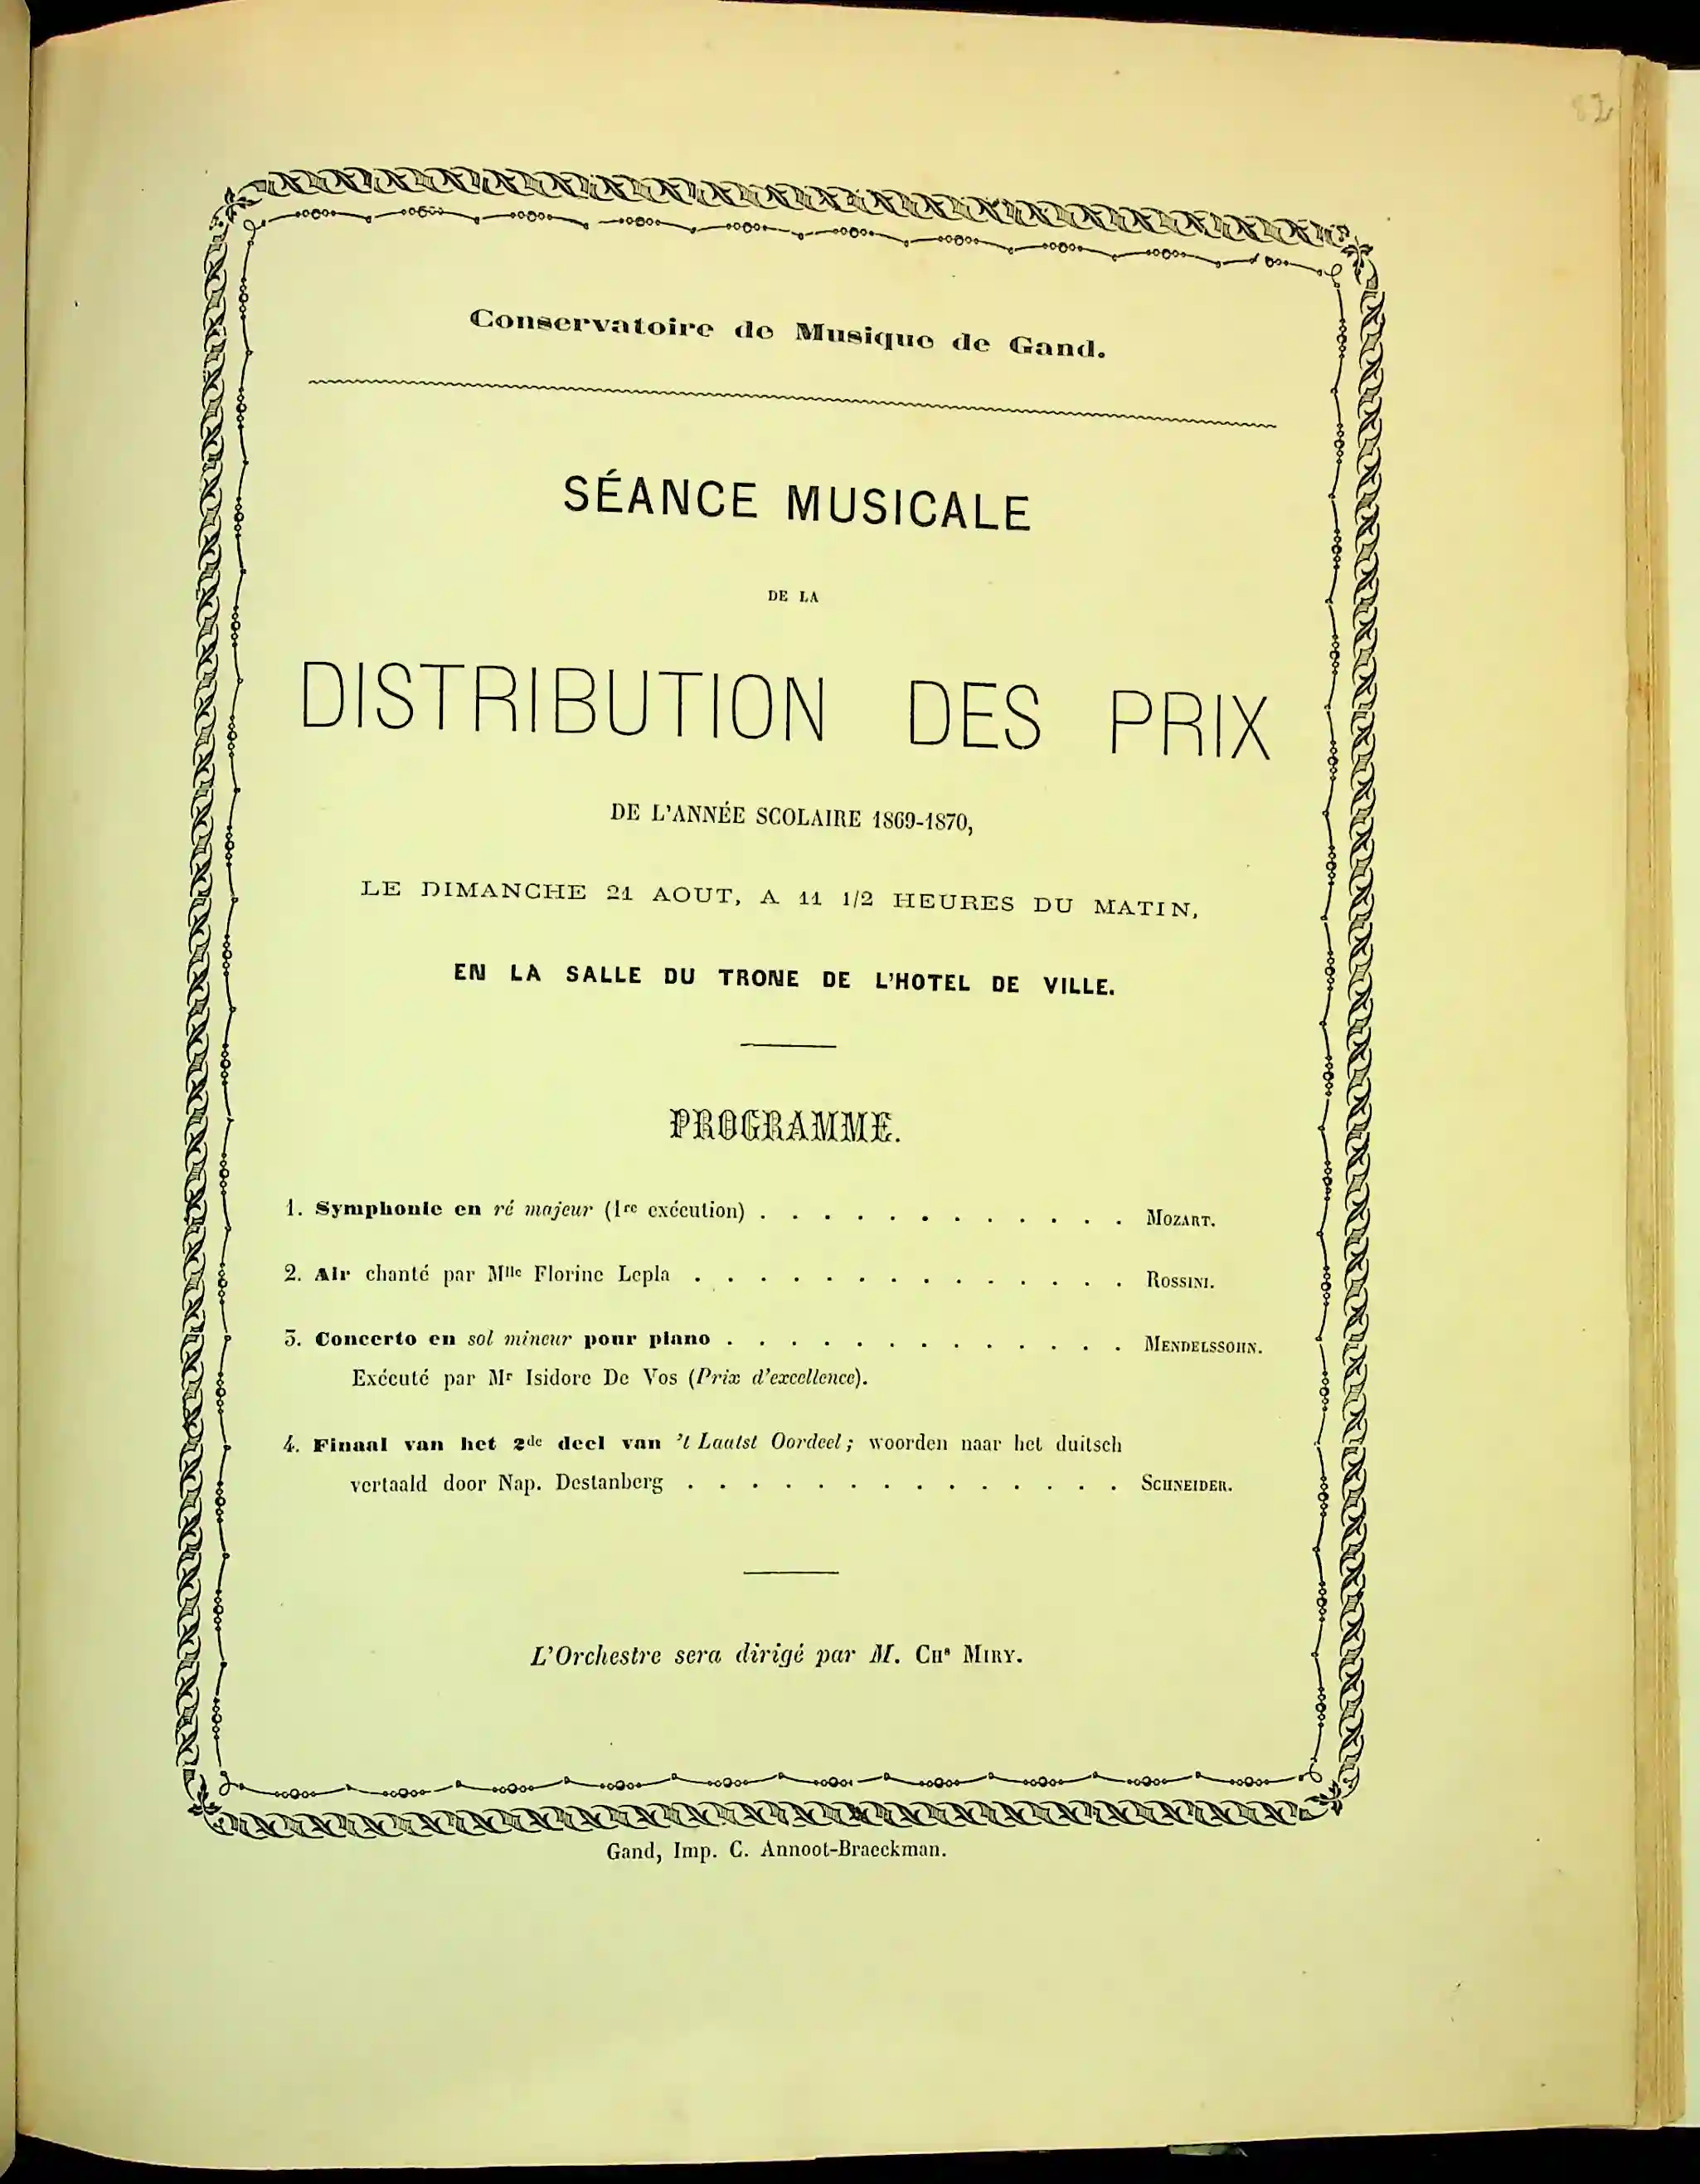 82
Conservatoire de Musique de Gand.
SÉANCE MUSICALE
DE LA
DISTRIBUTION DES PRIX
DE L'ANNÉE SCOLAIRE 1869-1870,
LE DIMANCHE 21 AOUT, A 11 1/2 HEURES DU MATIN,
EN LA SALLE DU TRONE DE L'HOTEL DE VILLE.
PROGRAMME.
1. Symphonie en ré majeur (1re exécution) . . . . . . . . . . . . MOZART.
2. Air chanté par Mlle Florine Lepla . . . . . . . . . . . . . . ROSSINI.
3. Concerto en sol mineur pour piano . . . . . . . . . . . . . MENDELSSOHN.
Exécuté par Mr Isidore De Vos (Prix d'excellence).
4. Finaal van het 2de deel van 't Laatst Oordeel; woorden naar het duitsch
vertaald door Nap. Destanberg . . . . . . . . . . . . . . SCHNEIDER.
L'Orchestre sera dirigé par M. CHs MIRY.
Gand, Imp. C. Annoot-Braeckman.